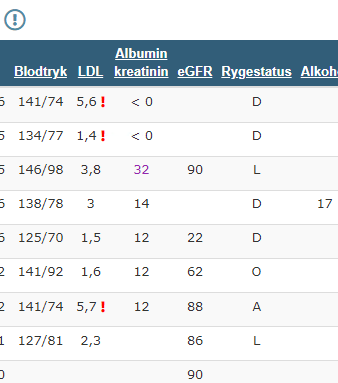 Albumin
Blodtryk LDL kreatinin eGFR Rygestatus Alkoh
6 141/74 5,6 ! < 0 D
5 134/77 1,4 ! < 0 D
5 146/98 3,8 32 90 L
6 138/78 3 14 D 17
6 125/70 1,5 12 22 D
2 141/92 1,6 12 62 O
2 141/74 5,7 ! 12 88 A
1 127/81 2,3 86 L
0 90